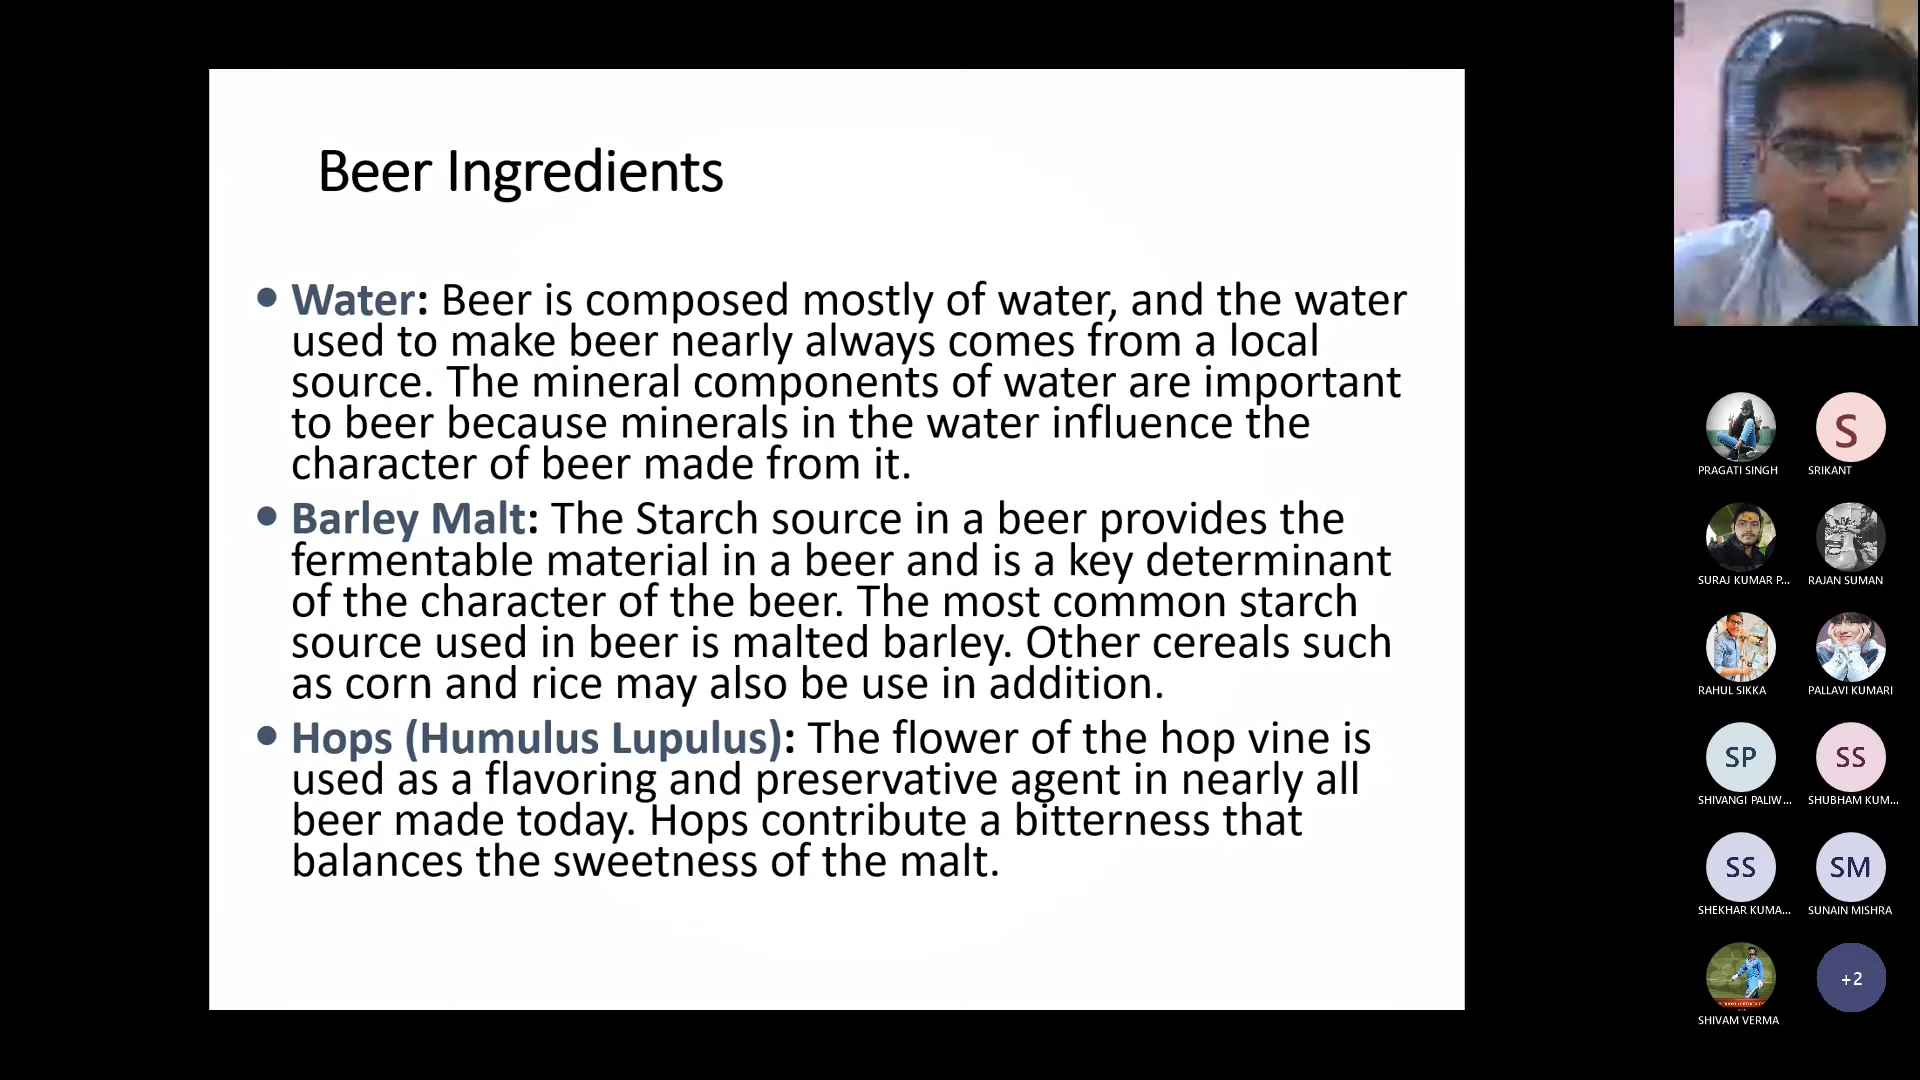 Beer Ingredients
• Water: Beer is composed mostly of water, and the water
used to make beer nearly always comes from a local
source. The mineral components of water are important
to beer because minerals in the water influence the
character of beer made from it.
• Barley Malt: The Starch source in a beer provides the
fermentable material in a beer and is a key determinant
of the character of the beer. The most common starch
source used in beer is malted barley. Other cereals such
as corn and rice may also be use in addition.
• Hops (Humulus Lupulus): The flower of the hop vine is
used as a flavoring and preservative agent in nearly all
beer made today. Hops contribute a bitterness that
balances the sweetness of the malt.
S
PRAGATI SINGH SRIKANT
SURAJ KUMAR P... RAJAN SUMAN
RAHUL SIKKA PALLAVI KUMARI
SP SS
SHIVANGI PALIW... SHUBHAM KUM...
SS SM
SHEKHAR KUMA... SUNAIN MISHRA
+2
SHIVAM VERMA